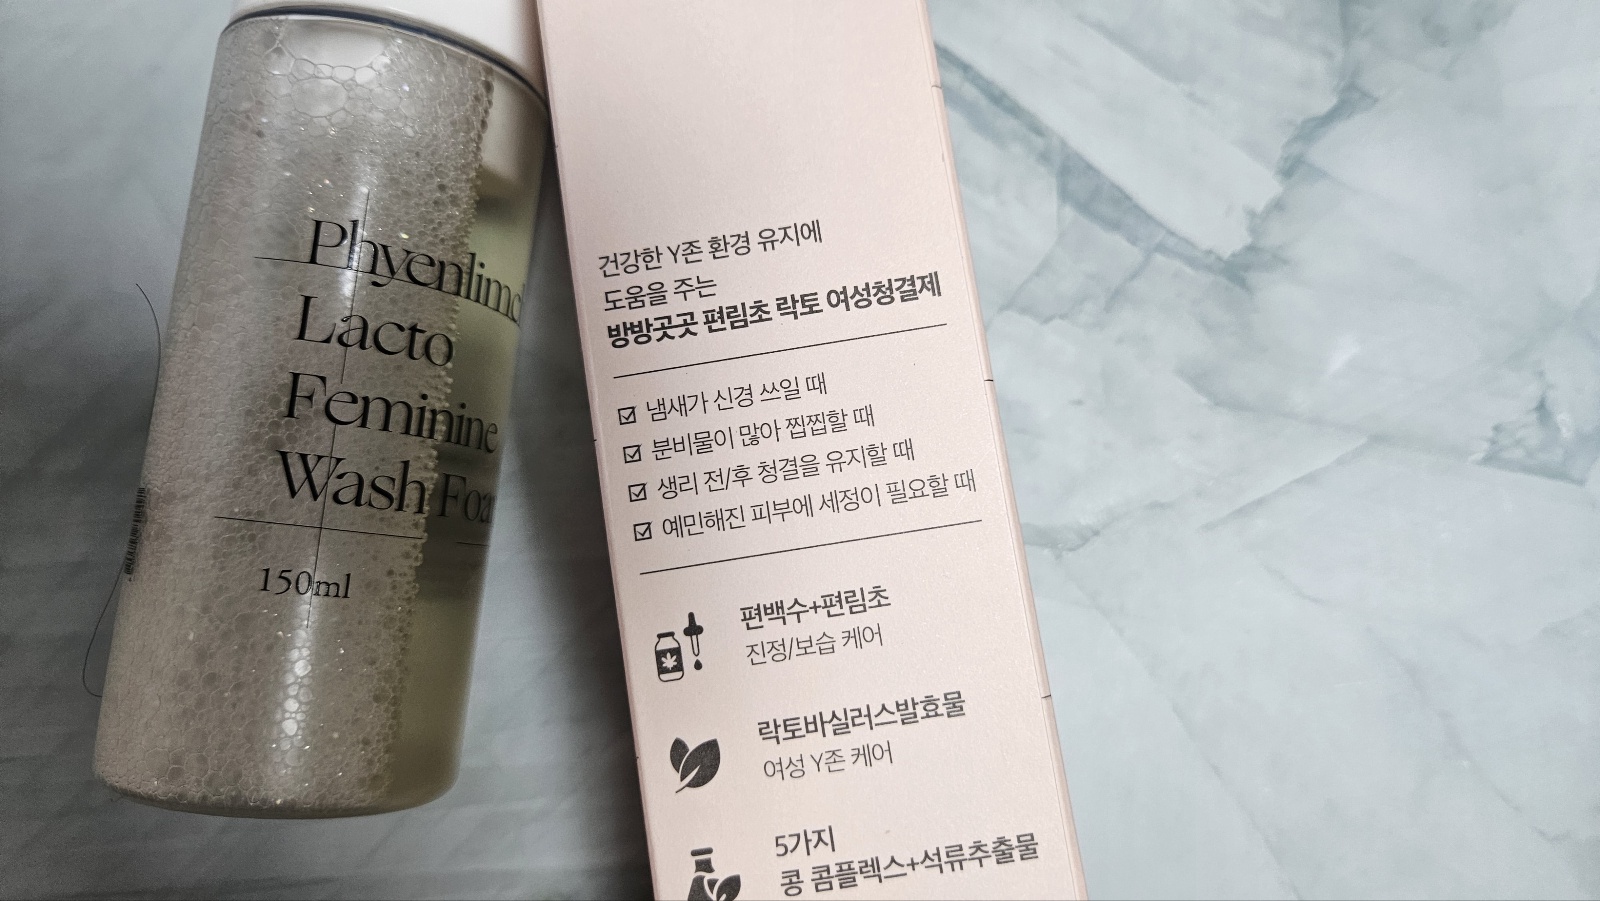 Lacto
Feminine
Wash
150ml
건강한 Y존 환경 유지에
도움을 주는
방방곳곳 편림초 락토 여성청결제
냄새가 신경 쓰일 때
분비물이 많아 찝찝할 때
생리 전/후 청결을 유지할 때
예민해진 피부에 세정이 필요할 때
편백수+편림초
진정/보습 케어
락토바실러스발효물
여성 Y존 케어
5가지
콩 콤플렉스+석류추출물